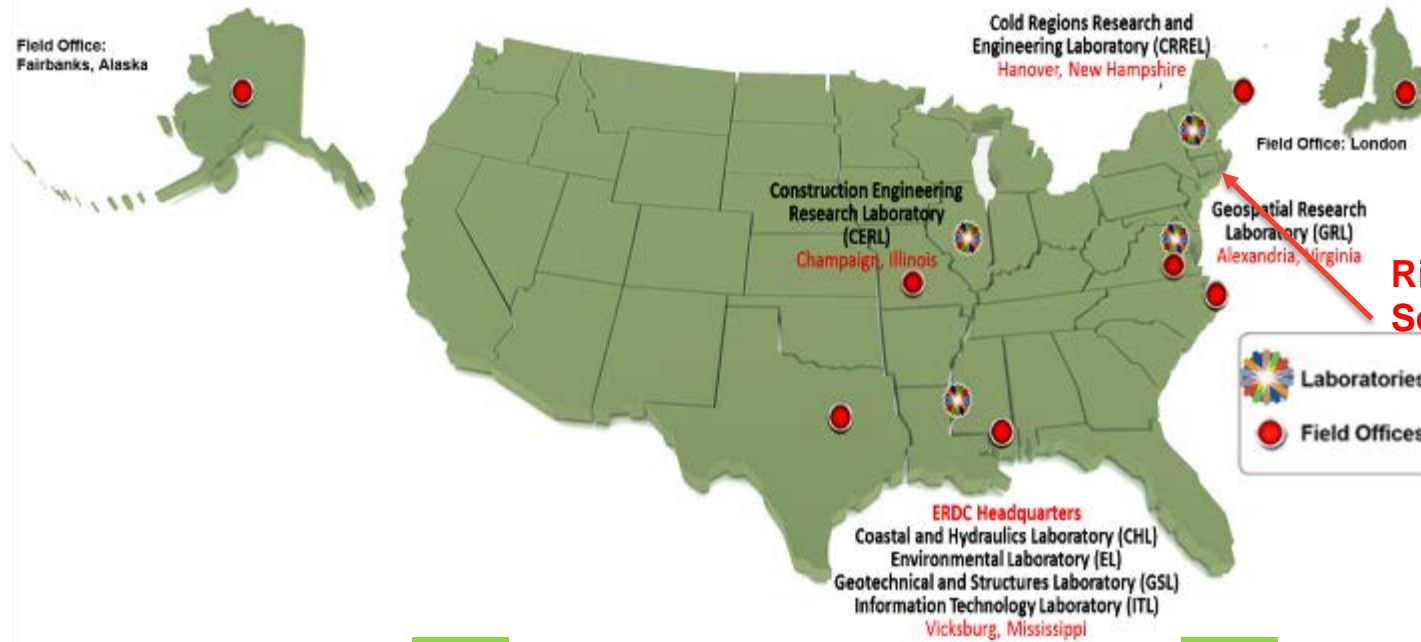 Field Office:
Fairbanks, Alaska
Cold Regions Research and
Engineering Laboratory (CRREL)
Hanover, New Hampshire
Field Office: London
Construction Engineering
Research Laboratory
(CERL)
Champaign, Illinois
Geospatial Research
Laboratory (GRL)
Alexandria, Virginia
Laboratories
Field Offices
ERDC Headquarters
Coastal and Hydraulics Laboratory (CHL)
Environmental Laboratory (EL)
Geotechnical and Structures Laboratory (GSL)
Information Technology Laboratory (ITL)
Vicksburg, Mississippi